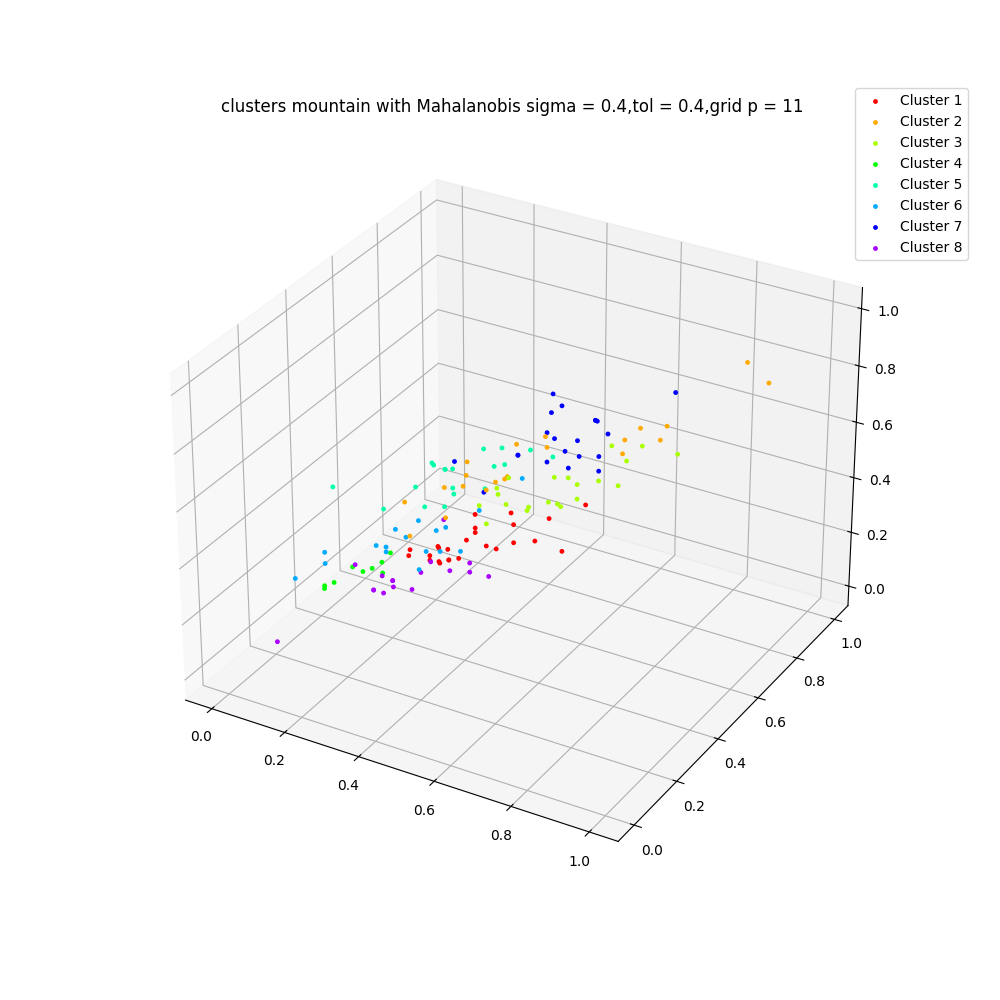 clusters mountain with Mahalanobis sigma = 0.4,tol = 0.4,grid p = 11
Cluster 1
Cluster 2
Cluster 3
Cluster 4
Cluster 5
Cluster 6
Cluster 7
Cluster 8
1.0
0.8
0.6
0.4
0.2
0.0
1.0
0.8
0.6
0.4
0.2
0.0
0.0
0.2
0.4
0.6
0.8
1.0